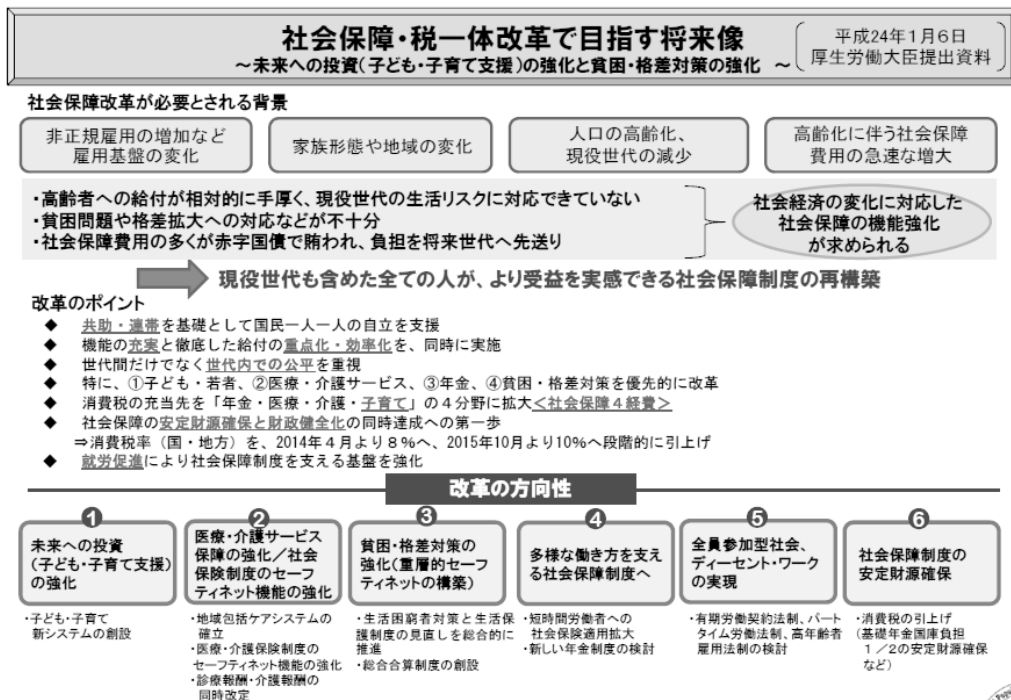 社会保障・税一体改革で目指す将来像
～未来への投資(子ども・子育て支援)の強化と貧困・格差対策の強化 ～
平成24年1月6日
厚生労働大臣提出資料
社会保障改革が必要とされる背景
非正規雇用の増加など
雇用基盤の変化
家族形態や地域の変化
人口の高齢化、
現役世代の減少
高齢化に伴う社会保障
費用の急速な増大
・高齢者への給付が相対的に手厚く、現役世代の生活リスクに対応できていない
・貧困問題や格差拡大への対応などが不十分
・社会保障費用の多くが赤字国債で賄われ、負担を将来世代へ先送り
社会経済の変化に対応した
社会保障の機能強化
が求められる
現役世代も含めた全ての人が、より受益を実感できる社会保障制度の再構築
改革のポイント
◆ 共助・連帯を基礎として国民一人一人の自立を支援
◆ 機能の充実と徹底した給付の重点化・効率化を、同時に実施
◆ 世代間だけでなく世代内での公平を重視
◆ 特に、①子ども・若者、②医療・介護サービス、③年金、④貧困・格差対策を優先的に改革
◆ 消費税の充当先を「年金・医療・介護・子育て」の４分野に拡大＜社会保障４経費＞
◆ 社会保障の安定財源確保と財政健全化の同時達成への第一歩
⇒消費税率（国・地方）を、2014年４月より８％へ、2015年10月より10％へ段階的に引上げ
◆ 就労促進により社会保障制度を支える基盤を強化
改革の方向性
❶
未来への投資
(子ども・子育て支援)
の強化
・子ども・子育て
新システムの創設
❷
医療・介護サービス
保障の強化／社会
保険制度のセーフ
ティネット機能の強化
・地域包括ケアシステムの
確立
・医療・介護保険制度の
セーフティネット機能の強化
・診療報酬・介護報酬の
同時改定
❸
貧困・格差対策の
強化(重層的セーフ
ティネットの構築)
・生活困窮者対策と生活保
護制度の見直しを総合的に
推進
・総合合算制度の創設
❹
多様な働き方を支え
る社会保障制度へ
・短時間労働者への
社会保険適用拡大
・新しい年金制度の検討
❺
全員参加型社会、
ディーセント・ワーク
の実現
・有期労働契約法制、パート
タイム労働法制、高年齢者
雇用法制の検討
❻
社会保障制度の
安定財源確保
・消費税の引上げ
(基礎年金国庫負担
１／２の安定財源確保
など)